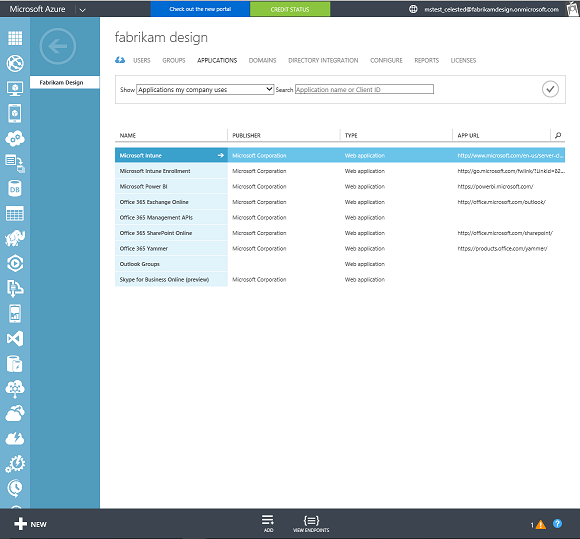 Microsoft Azure
Check out the new portal
CREDIT STATUS
mstest_celested@fabrikamdesign.onmicrosoft.com
Fabrikam Design
fabrikam design
USERS GROUPS APPLICATIONS DOMAINS DIRECTORY INTEGRATION CONFIGURE REPORTS LICENSES
Show Applications my company uses Search Application name or Client ID
NAME PUBLISHER TYPE APP URL
Microsoft Intune Microsoft Corporation Web application http://www.microsoft.com/en-us/server-cl...
Microsoft Intune Enrollment Microsoft Corporation Web application http://go.microsoft.com/fwlink/?LinkId=82...
Microsoft Power BI Microsoft Corporation Web application https://powerbi.microsoft.com/
Office 365 Exchange Online Microsoft Corporation Web application http://office.microsoft.com/outlook/
Office 365 Management APIs Microsoft Corporation Web application
Office 365 SharePoint Online Microsoft Corporation Web application http://office.microsoft.com/sharepoint/
Office 365 Yammer Microsoft Corporation Web application https://products.office.com/yammer/
Outlook Groups Web application
Skype for Business Online (preview) Microsoft Corporation Web application
DB
NEW
ADD
VIEW ENDPOINTS
1
?